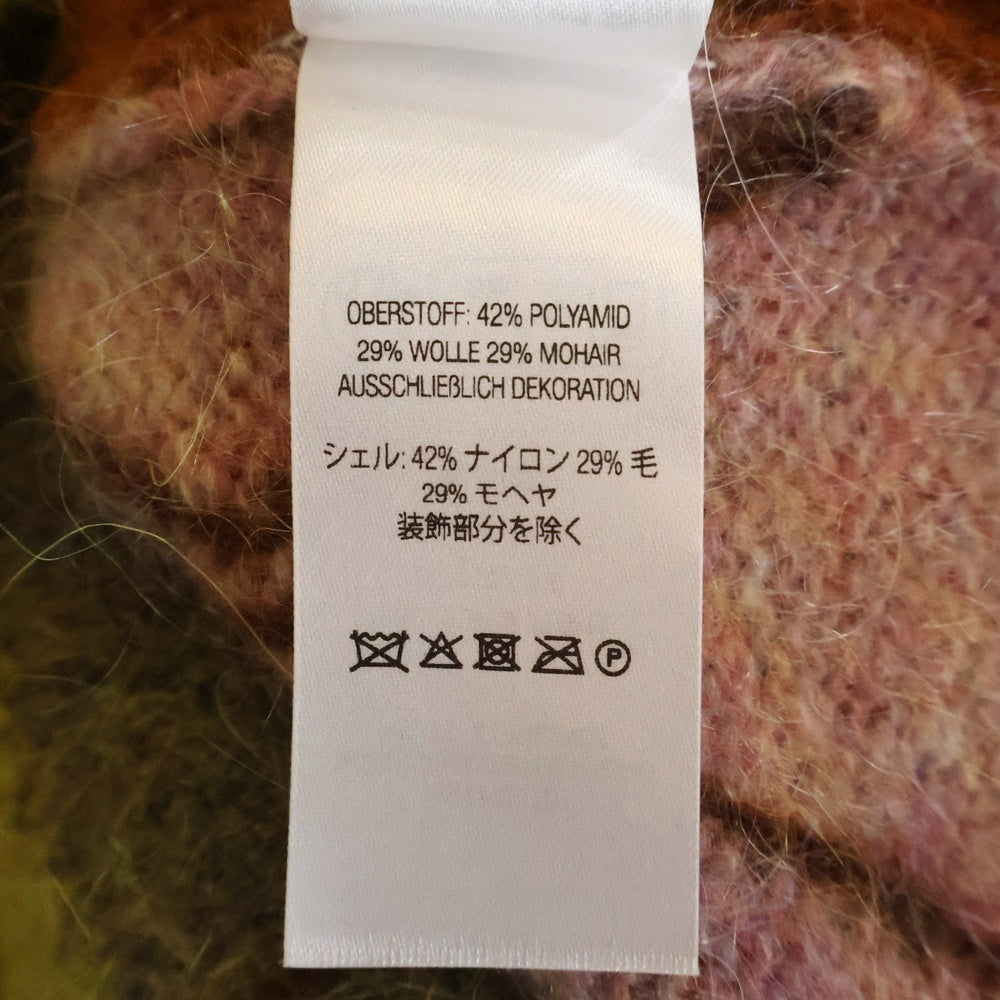 OBERSTOFF: 42% POLYAMID
29% WOLLE 29% MOHAIR
AUSSCHLIEßLICH DEKORATION
シェル: 42% ナイロン 29% 毛
29% モヘヤ
装飾部分を除く
P